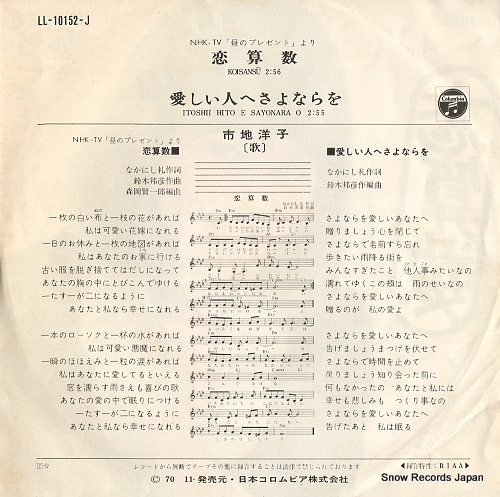 LL-10152-J
NHK-TV「昼のプレゼント」より
恋算数
KOISANSŪ 2:56
愛しい人へさよならを
ITOSHII HITO E SAYONARA O 2:55
Columbia
市地洋子
〔歌〕
NHK-TV「昼のプレゼント」より
恋算数■
なかにし礼作詞
鈴木邦彦作曲
森岡賢一郎編曲
一枚の白い布と一枝の花があれば
私は可愛い花嫁になれる
一日のお休みと一枚の地図があれば
私はあなたのお家に行ける
古い服を脱ぎ捨ててはだしになって
あなたの胸の中にとびこんでゆける
一たす一が二になるように
あなたと私なら幸せになれる
一本のローソクと一杯の水があれば
私は可愛い悪魔になれる
一瞬のほほえみと一粒の涙があれば
私はあなたに愛してるといえる
窓を濡らす雨さえも喜びの歌
あなたの愛の中で眠りにつける
一たす一が二になるように
あなたと私なら幸せになれる
恋算数
■愛しい人へさよならを
なかにし礼作詞
鈴木邦彦作編曲
さよならを愛しいあなたへ
贈りましょう心を閉じて
さよならで名前すら忘れ
歩きたい雨降る街を
みんなすぎたこと 他人事みたいなの
濡れてゆくこの頬は 雨のせいなの
さよならを愛しいあなたへ
贈るのが 私の愛よ
さよならを愛しいあなたへ
告げましょうまつげを伏せて
さよならで時間を止めて
戻りましょう知り会った前に
何もなかったの あなたと私には
幸せも悲しみも つくり事なの
さよならを愛しいあなたへ
告げたあと 私は眠る
レコードから無断でテープその他に録音することは法律で禁じられております
◀録音特性:RIAA▶
Ⓒ 70 11・発売元・日本コロムビア株式会社
Snow Records Japan